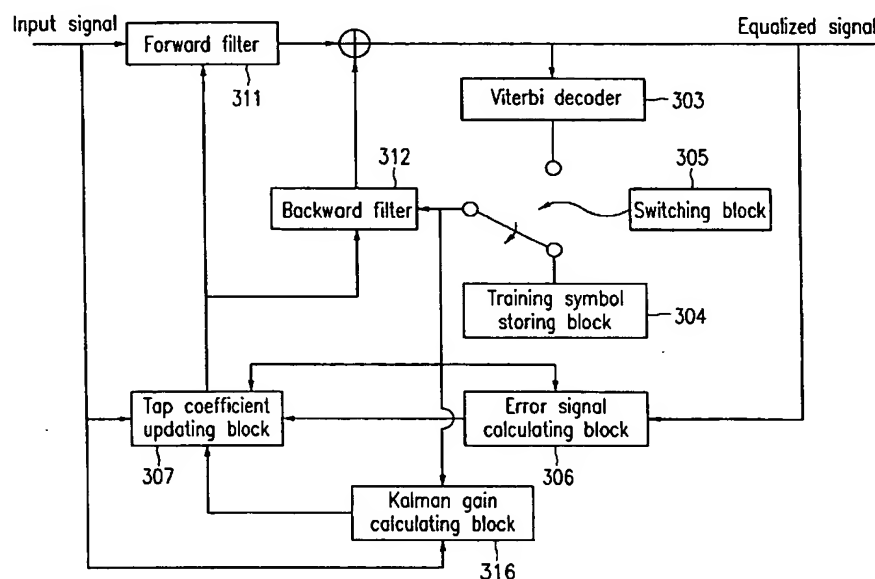 Input signal
Equalized signal
Forward filter
311
Viterbi decoder
303
312
305
Backward filter
Switching block
Training symbol
storing block
304
Tap coefficient
updating block
Error signal
calculating block
307
306
Kalman gain
calculating block
316